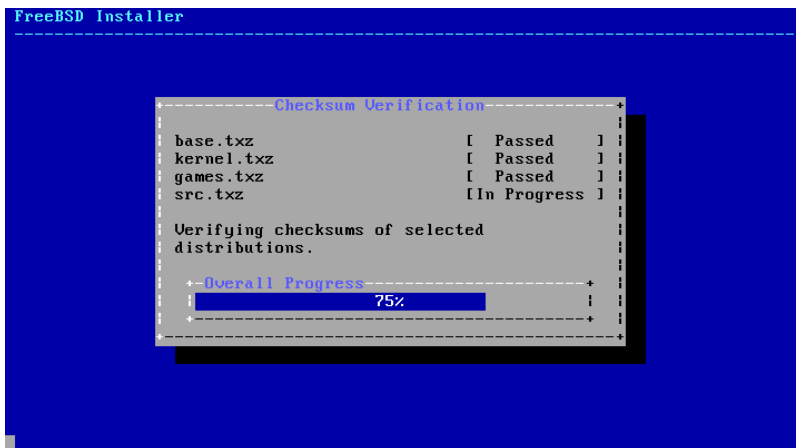 FreeBSD Installer
Checksum Verification
base.txz [ Passed ]
kernel.txz [ Passed ]
games.txz [ Passed ]
src.txz [In Progress ]
Verifying checksums of selected
distributions.
Overall Progress
75%